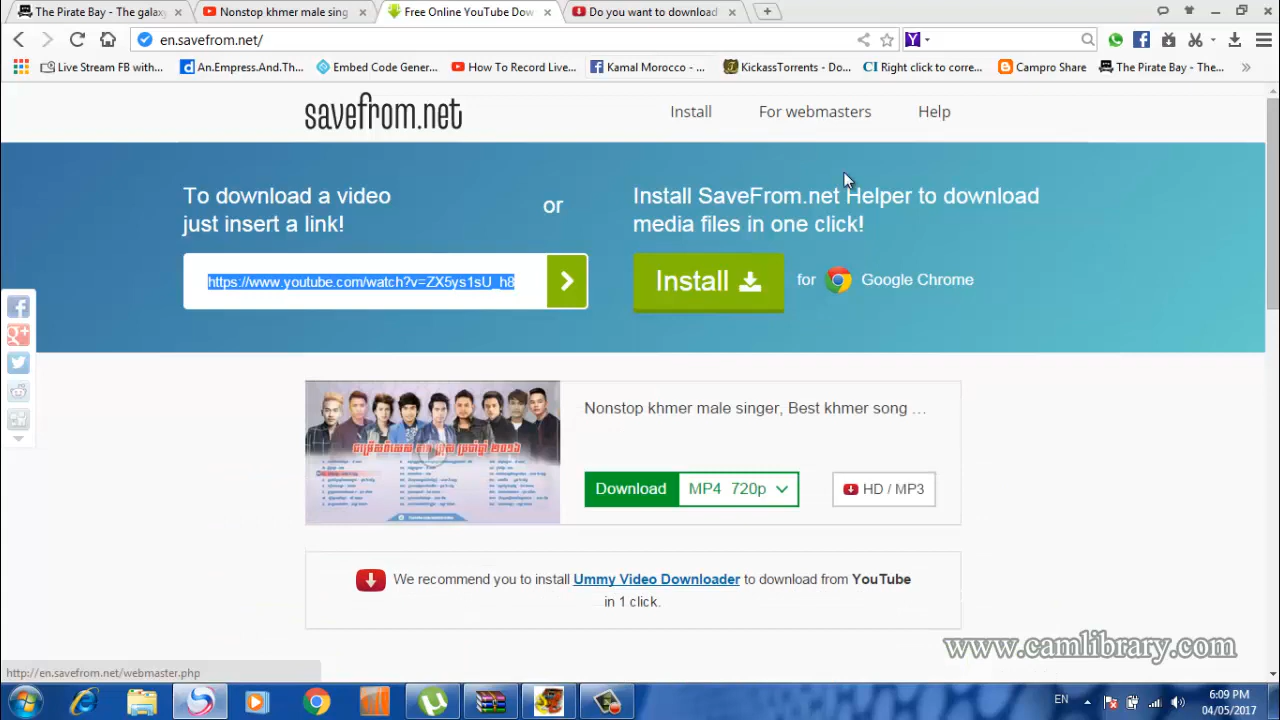 The Pirate Bay - The galaxy
Nonstop khmer male sing
Free Online YouTube Dow
Do you want to download
en.savefrom.net/
Live Stream FB with...
An.Empress.And.Th...
Embed Code Gener...
How To Record Live...
Kamal Morocco - ...
KickassTorrents - Do...
CI Right click to corre...
Campro Share
The Pirate Bay - The...
savefrom.net
Install
For webmasters
Help
To download a video
just insert a link!
or
Install SaveFrom.net Helper to download
media files in one click!
https://www.youtube.com/watch?v=ZX5ys1sU_h8
Install
for
Google Chrome
Nonstop khmer male singer, Best khmer song ...
Download
MP4 720p
HD / MP3
We recommend you to install Ummy Video Downloader to download from YouTube
in 1 click.
www.camlibrary.com
http://en.savefrom.net/webmaster.php
EN
6:09 PM
04/05/2017